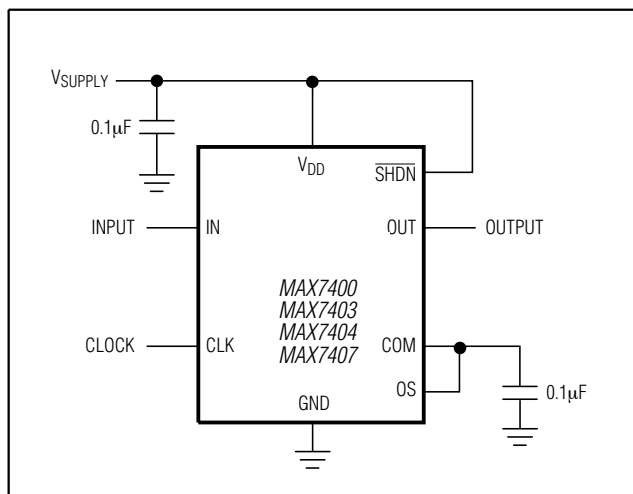 VSUPPLY
0.1μF
VDD
SHDN
INPUT
IN
OUT
OUTPUT
MAX7400
MAX7403
MAX7404
MAX7407
CLOCK
CLK
COM
OS
0.1μF
GND